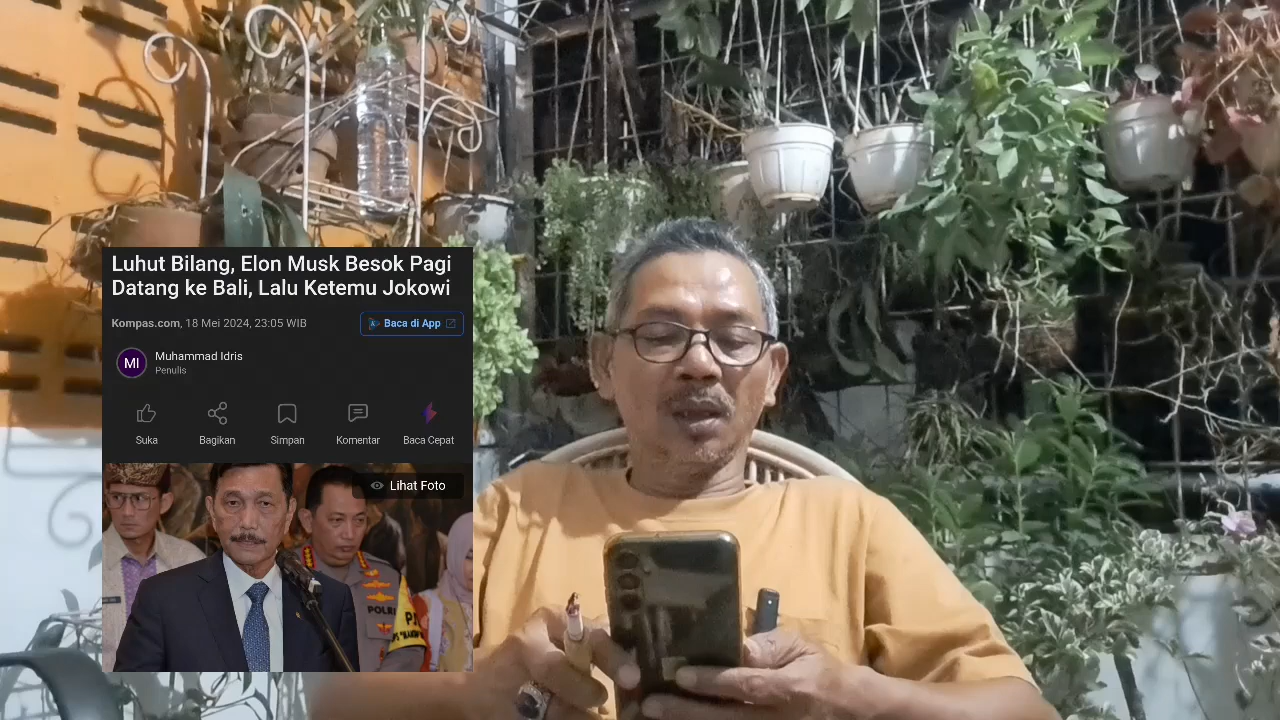 Luhut Bilang, Elon Musk Besok Pagi
Datang ke Bali, Lalu Ketemu Jokowi
Kompas.com, 18 Mei 2024, 23:05 WIB
Baca di App
MI
Muhammad Idris
Penulis
Suka
Bagikan
Simpan
Komentar
Baca Cepat
Lihat Foto
POLRI